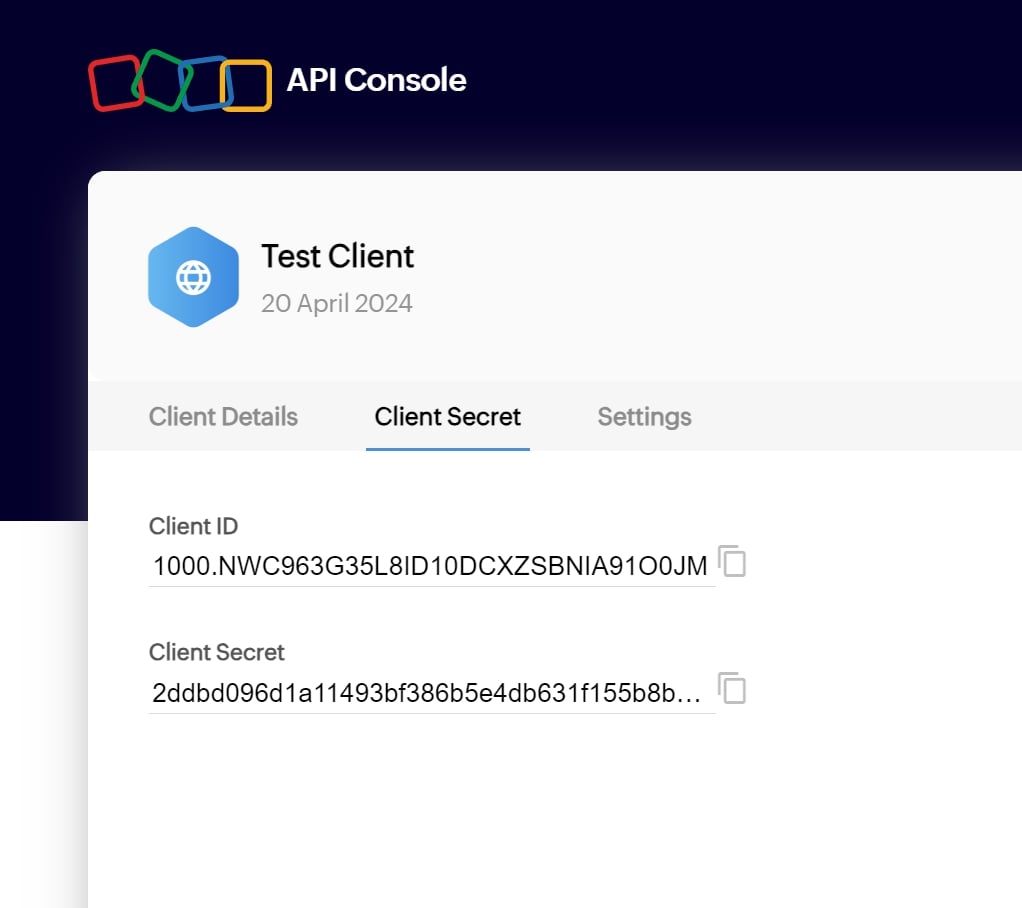 API Console
Test Client
20 April 2024
Client Details Client Secret Settings
Client ID
1000.NWC963G35L8ID10DCXZSBNIA91O0JM
Client Secret
2ddbd096d1a11493bf386b5e4db631f155b8b...